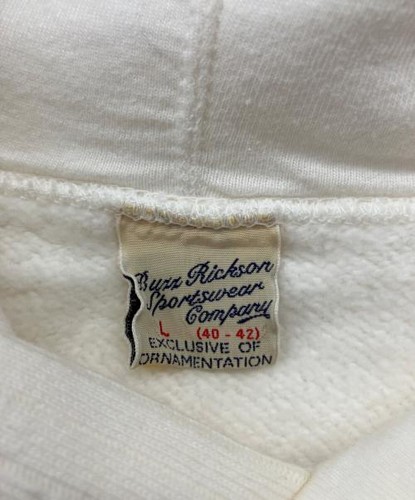 Buzz Rickson
Sportswear
Company
L (40 - 42)
EXCLUSIVE OF
ORNAMENTATION